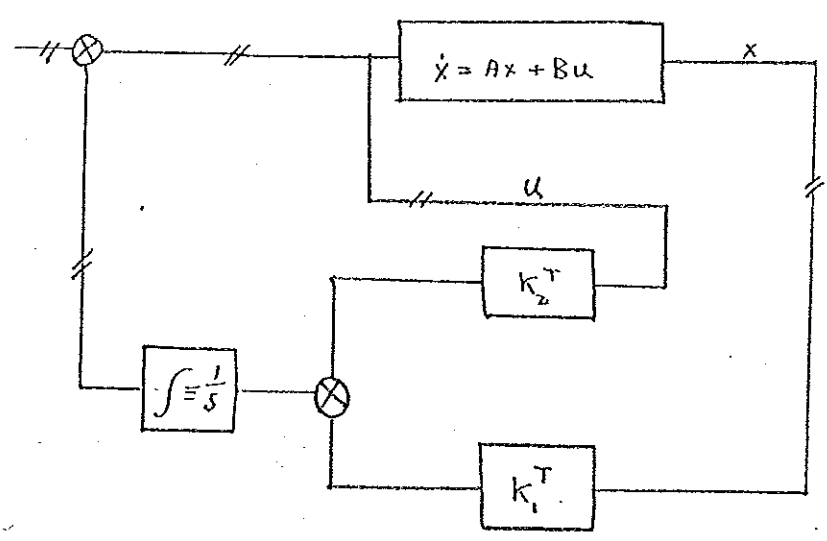 ẋ = Ax + Bu
x
u
K₂ᵀ
∫ ≡ 1/s
K₁ᵀ